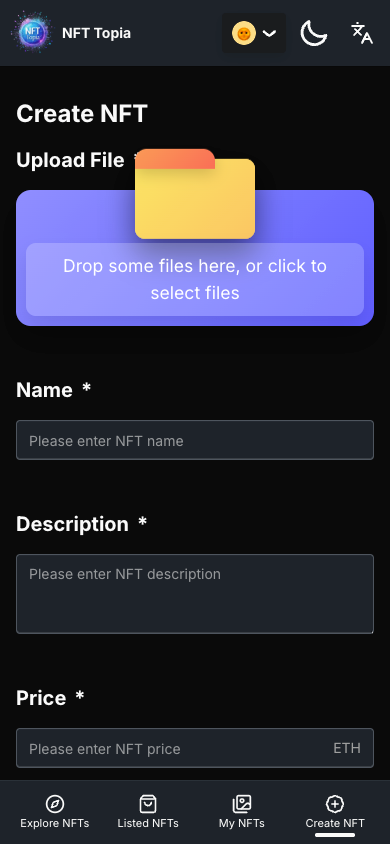 NFT Topia
Create NFT
Upload File
Drop some files here, or click to
select files
Name *
Please enter NFT name
Description *
Please enter NFT description
Price *
Please enter NFT price
ETH
Explore NFTs
Listed NFTs
My NFTs
Create NFT